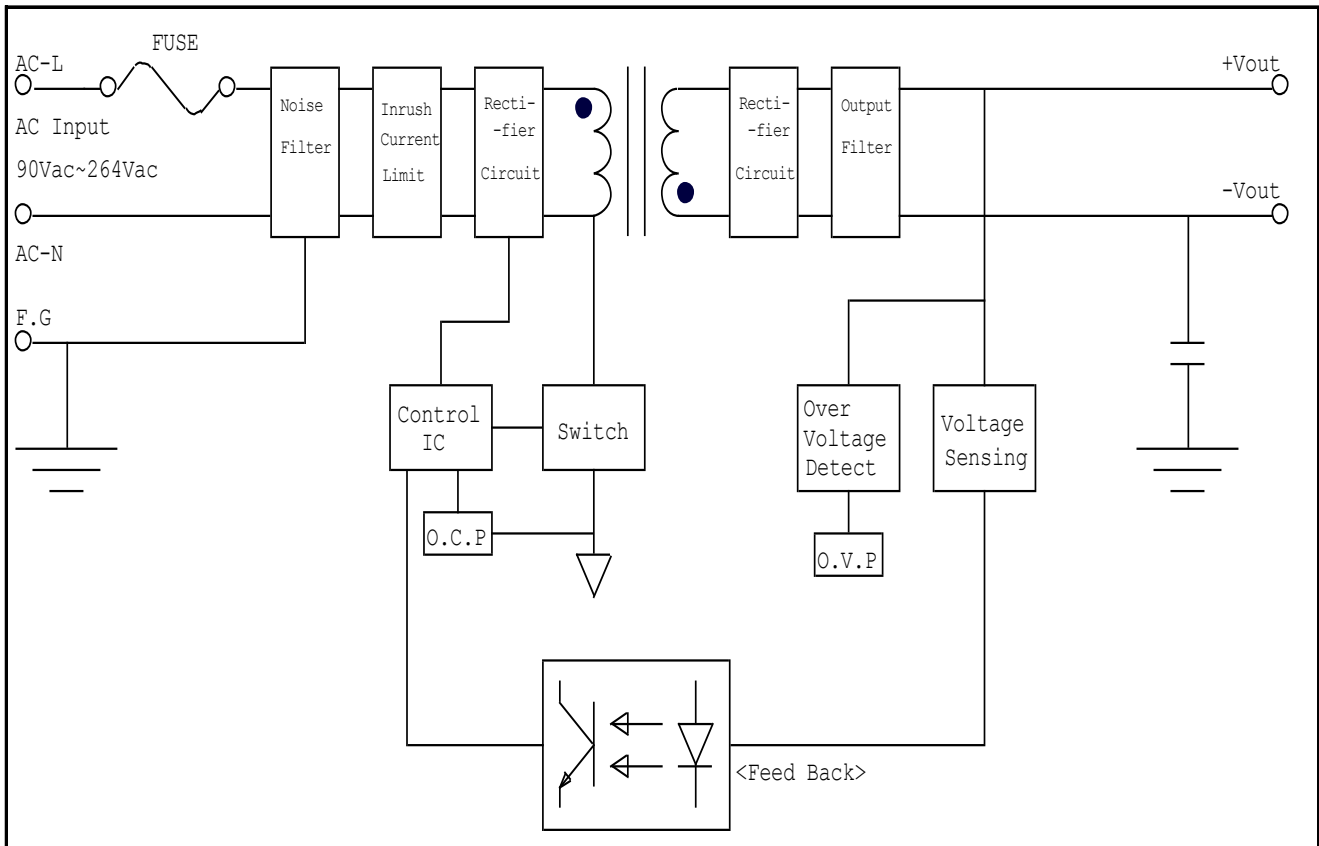 FUSE
AC-L
+Vout
Noise
Filter
Inrush
Current
Limit
Recti-
-fier
Circuit
Recti-
-fier
Circuit
Output
Filter
AC Input
90Vac~264Vac
-Vout
AC-N
F.G
Control
IC
Switch
Over
Voltage
Detect
Voltage
Sensing
O.C.P
O.V.P
<Feed Back>